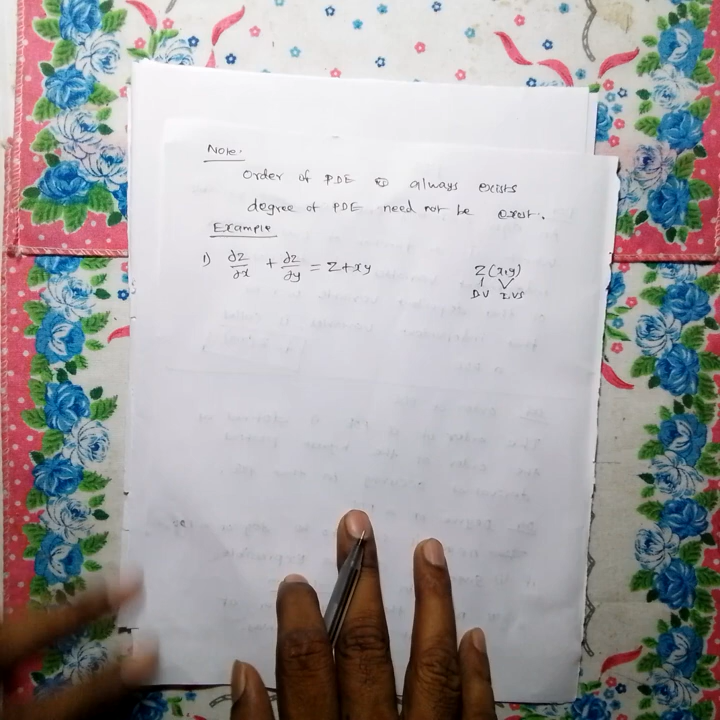 Note:
Order of PDE always exists
degree of PDE need not be exist.
Example
1) ∂z/∂x + ∂z/∂y = z+xy
Z(x,y)
DV IVS